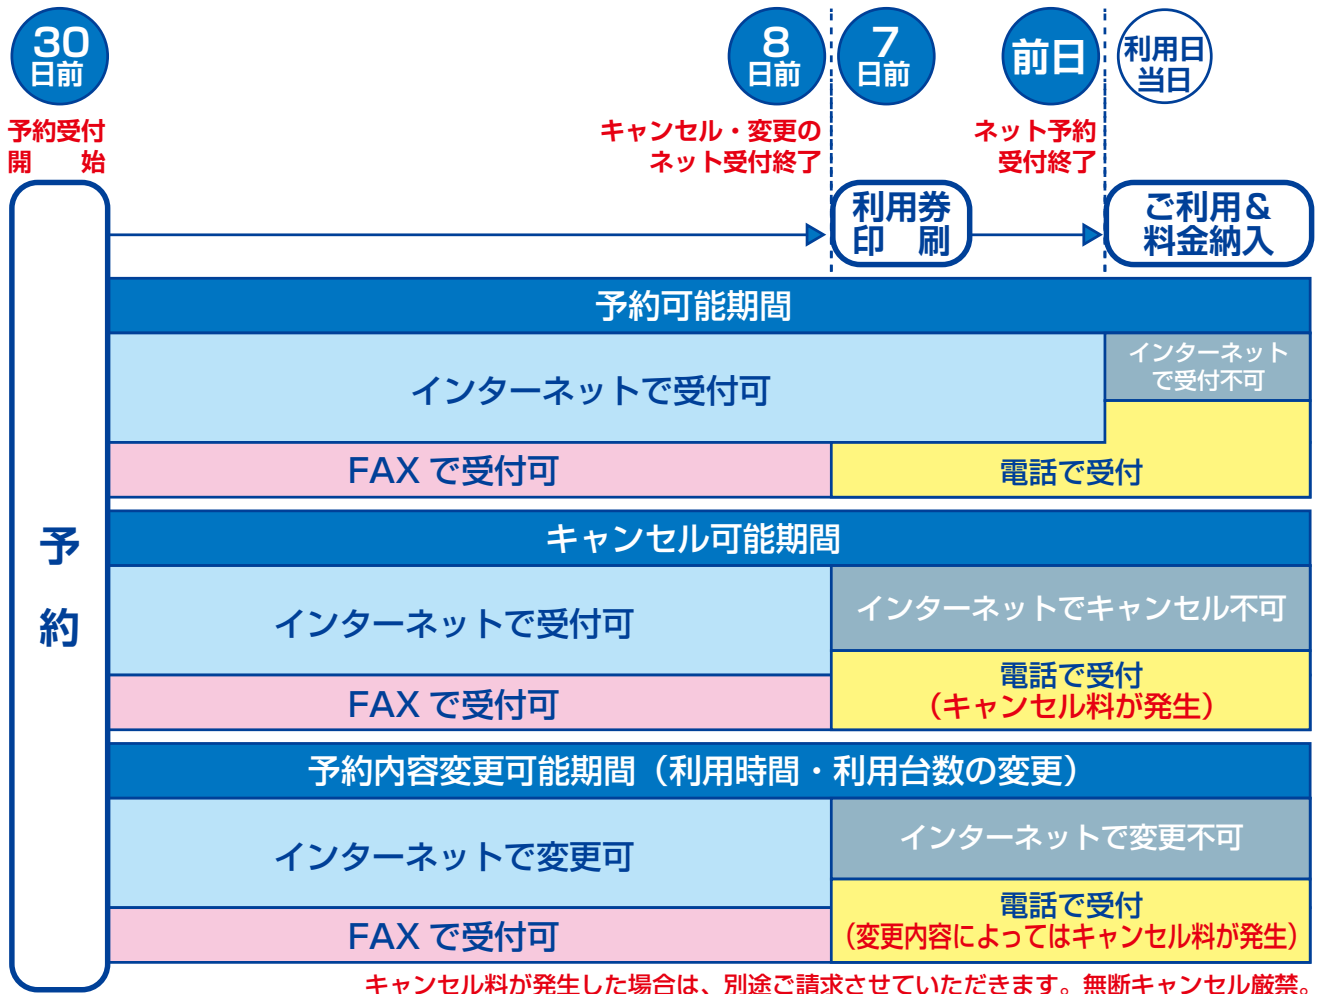 30
日前
8
日前
7
日前
前日
利用日
当日
予約受付
開　始
キャンセル・変更の
ネット受付終了
ネット予約
受付終了
利用券
印　刷
ご利用&
料金納入
予
約
予約可能期間
インターネットで受付可
インターネット
で受付不可
FAX で受付可
電話で受付
キャンセル可能期間
インターネットで受付可
インターネットでキャンセル不可
FAX で受付可
電話で受付
（キャンセル料が発生）
予約内容変更可能期間（利用時間・利用台数の変更）
インターネットで変更可
インターネットで変更不可
FAX で受付可
電話で受付
（変更内容によってはキャンセル料が発生）
キャンセル料が発生した場合は、別途ご請求させていただきます。無断キャンセル厳禁。